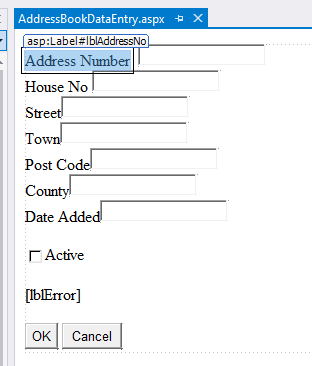 AddressBookDataEntry.aspx
asp:Label#lblAddressNo
Address Number
House No
Street
Town
Post Code
County
Date Added
Active
[lblError]
OK Cancel